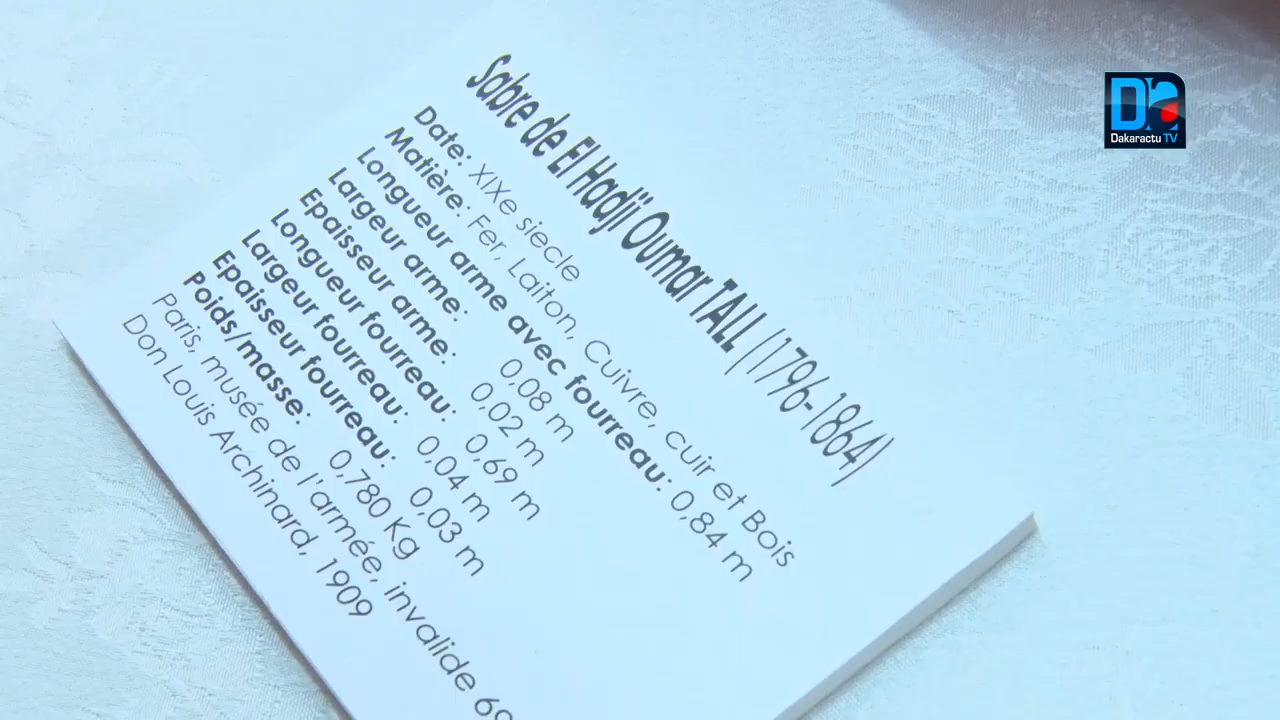 Sabre de El Hadji Oumar TALL (1796-1864)
Date: XIXe siecle
Matière: Fer, Laiton, Cuivre, cuir et Bois
Longueur arme avec fourreau: 0,84 m
Largeur arme: 0,08 m
Epaisseur arme: 0,02 m
Longueur fourreau: 0,69 m
Largeur fourreau: 0,04 m
Epaisseur fourreau: 0,03 m
Poids/masse: 0,780 Kg
Paris, musée de l'armée, invalide
Don Louis Archinard, 1909
Dakaractu TV